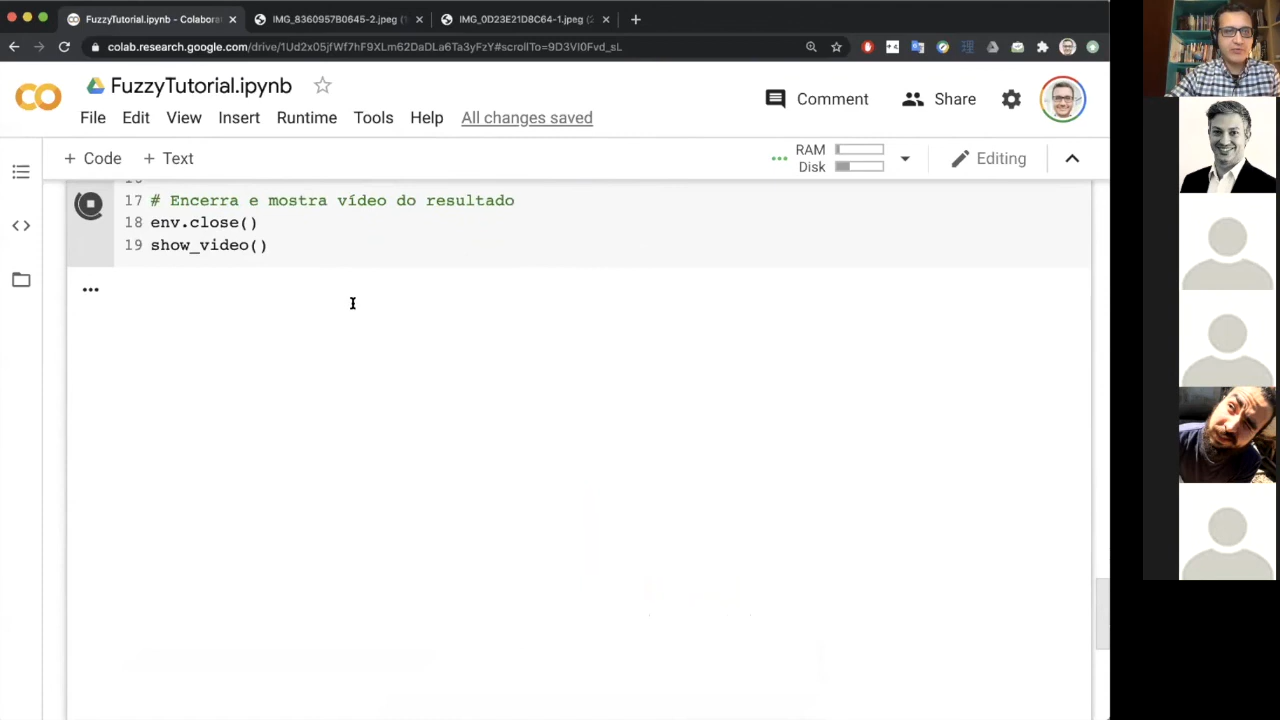 FuzzyTutorial.ipynb - Colabora
IMG_8360957B0645-2.jpeg (
IMG_0D23E21D8C64-1.jpeg (
colab.research.google.com/drive/1Ud2x05jfWf7hF9XLm62DaDLa6Ta3yFzY#scrollTo=9D3VI0Fvd_sL
CO
FuzzyTutorial.ipynb
Comment
Share
File Edit View Insert Runtime Tools Help All changes saved
+ Code + Text
RAM
Disk
Editing
17 # Encerra e mostra vídeo do resultado
18 env.close()
19 show_video()